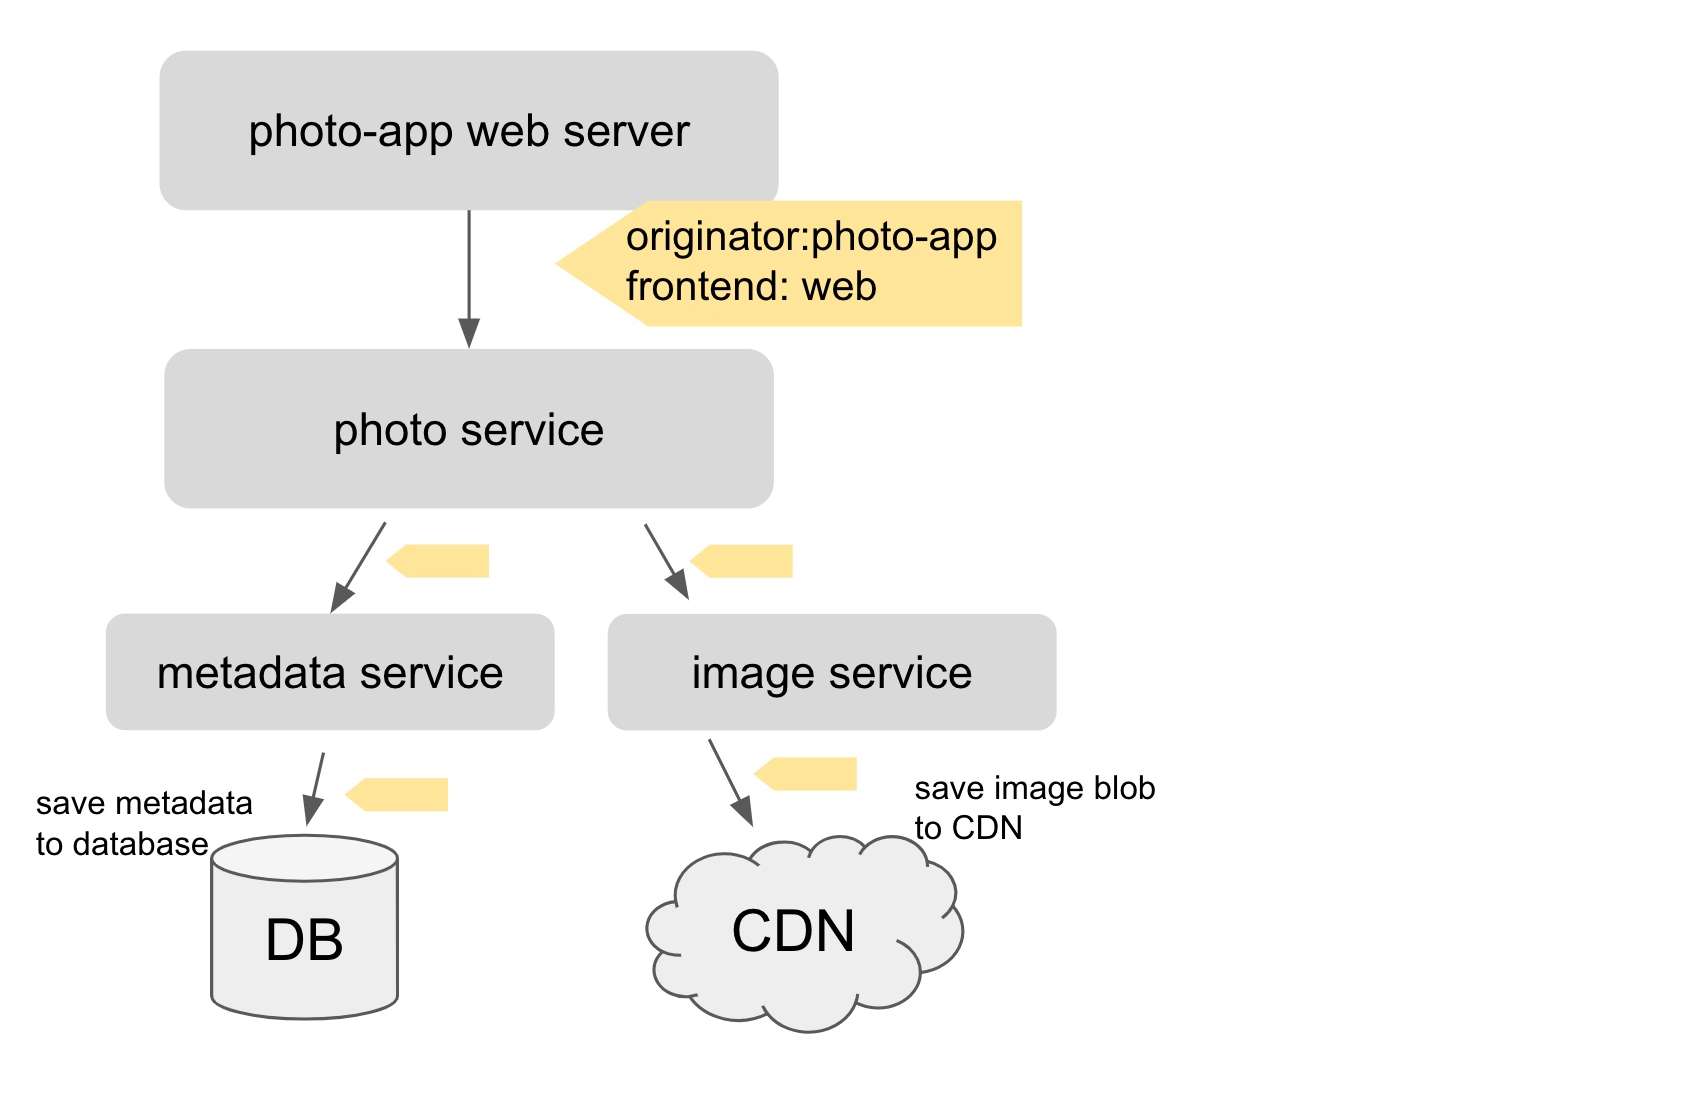 photo-app web server
originator:photo-app
frontend: web
photo service
metadata service
image service
save metadata
to database
save image blob
to CDN
DB
CDN